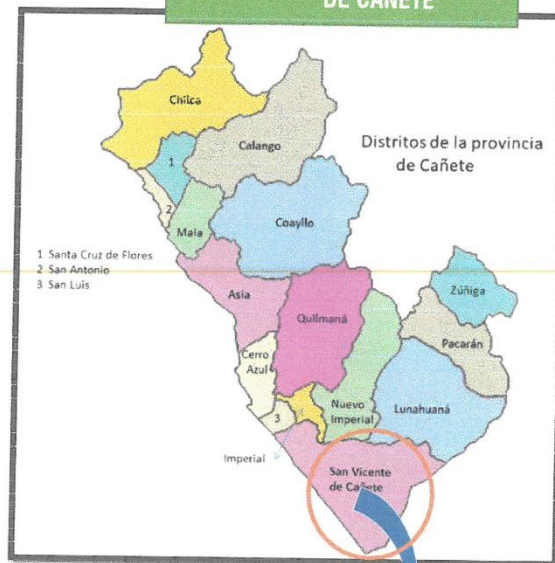 DE CAÑETE
Distritos de la provincia
de Cañete
Chilca
Calango
1
2
Mala
Coayllo
1 Santa Cruz de Flores
2 San Antonio
3 San Luis
Asia
Zúñiga
Quilmaná
Pacarán
Cerro
Azul
3
Nuevo
Imperial
Lunahuaná
Imperial
San Vicente
de Cañete